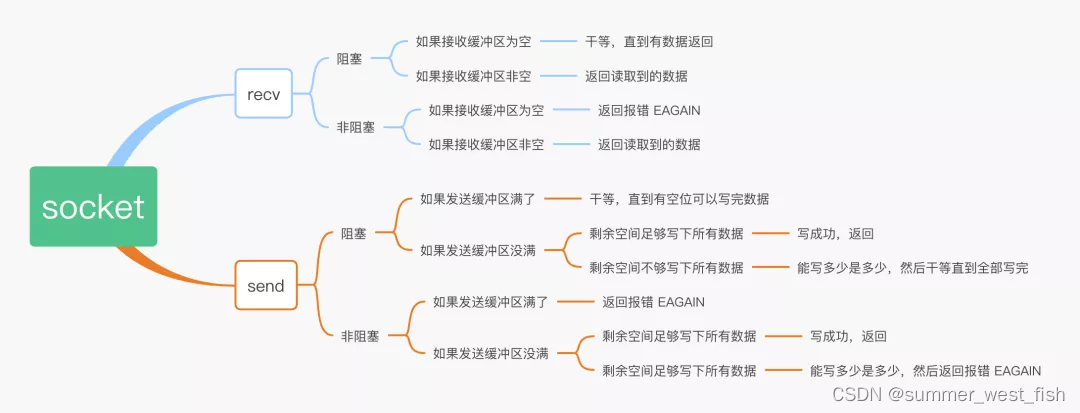 socket
recv
阻塞
如果接收缓冲区为空
干等，直到有数据返回
如果接收缓冲区非空
返回读取到的数据
非阻塞
如果接收缓冲区为空
返回报错 EAGAIN
如果接收缓冲区非空
返回读取到的数据
send
阻塞
如果发送缓冲区满了
干等，直到有空位可以写完数据
如果发送缓冲区没满
剩余空间足够写下所有数据
写成功，返回
剩余空间不够写下所有数据
能写多少是多少，然后干等直到全部写完
非阻塞
如果发送缓冲区满了
返回报错 EAGAIN
如果发送缓冲区没满
剩余空间足够写下所有数据
写成功，返回
剩余空间足够写下所有数据
能写多少是多少，然后返回报错 EAGAIN
CSDN @summer_west_fish